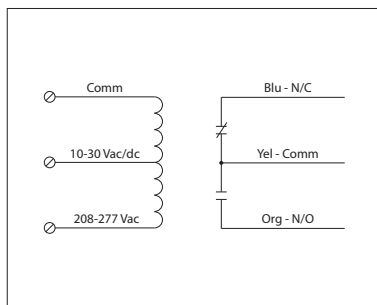 Comm
Blu - N/C
10-30 Vac/dc
Yel - Comm
208-277 Vac
Org - N/O